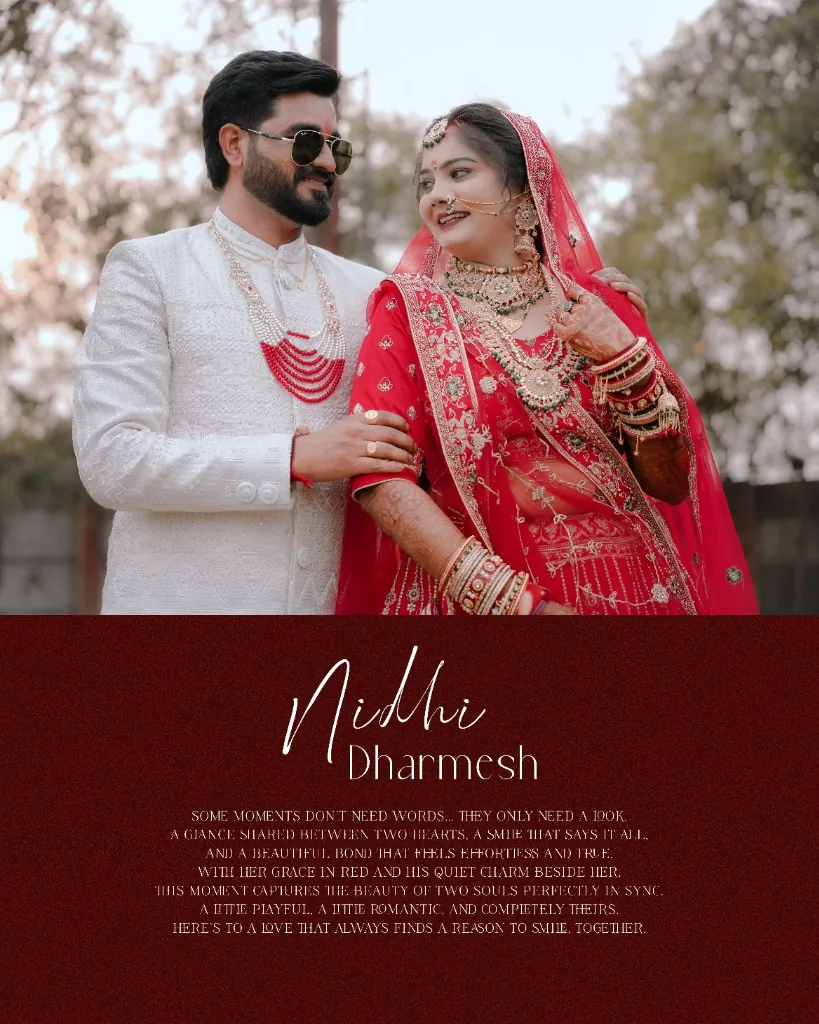 Nidhi
Dharmesh
SOME MOMENTS DON'T NEED WORDS... THEY ONLY NEED A LOOK.
A GLANCE SHARED BETWEEN TWO HEARTS, A SMILE THAT SAYS IT ALL,
AND A BEAUTIFUL BOND THAT FEELS EFFORTLESS AND TRUE.
WITH HER GRACE IN RED AND HIS QUIET CHARM BESIDE HER,
THIS MOMENT CAPTURES THE BEAUTY OF TWO SOULS PERFECTLY IN SYNC.
A LITTLE PLAYFUL, A LITTLE ROMANTIC, AND COMPLETELY THEIRS.
HERE'S TO A LOVE THAT ALWAYS FINDS A REASON TO SMILE, TOGETHER.